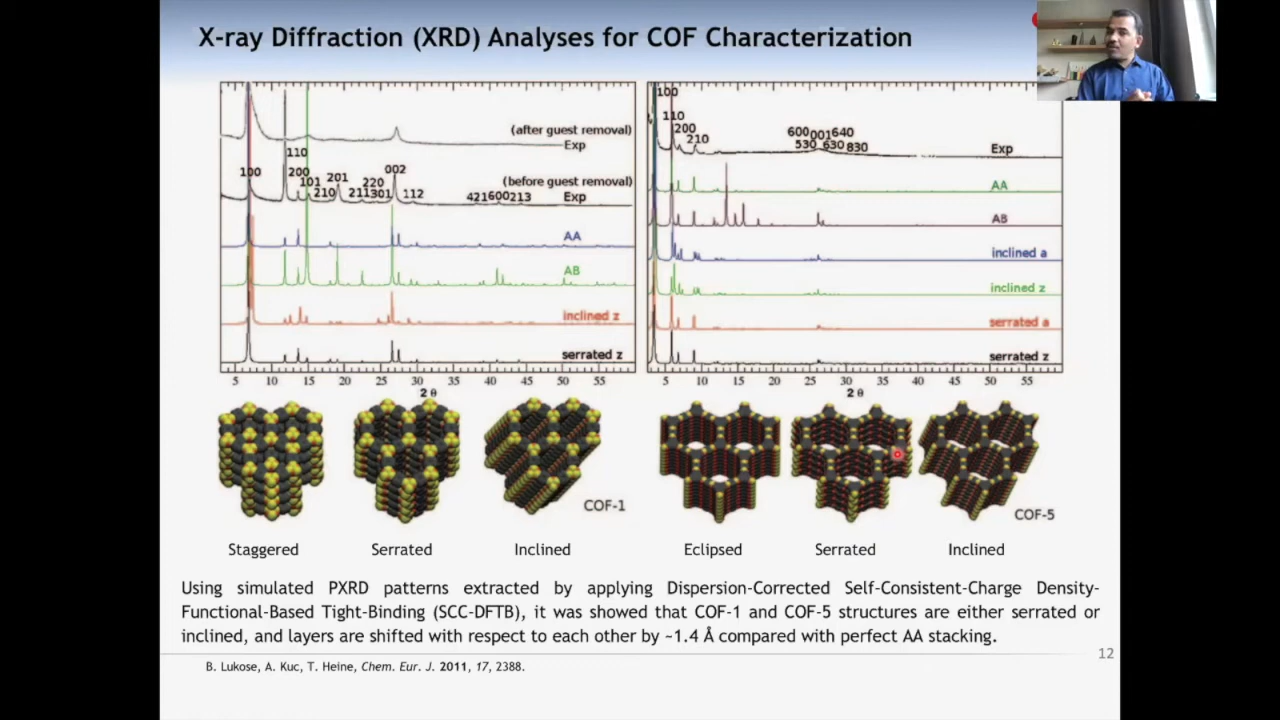 X-ray Diffraction (XRD) Analyses for COF Characterization
(after guest removal)
Exp
110
100
200
101
210
201
220
211
301
002
112
(before guest removal)
421 600 213
Exp
AA
AB
inclined z
serrated z
5 10 15 20 25 30 35 40 45 50 55
2 θ
100
110
200
210
600 001 640
530 630 830
Exp
AA
AB
inclined a
inclined z
serrated a
serrated z
5 10 15 20 25 30 35 40 45 50 55
2 θ
COF-1
COF-5
Staggered Serrated Inclined Eclipsed Serrated Inclined
Using simulated PXRD patterns extracted by applying Dispersion-Corrected Self-Consistent-Charge Density-
Functional-Based Tight-Binding (SCC-DFTB), it was showed that COF-1 and COF-5 structures are either serrated or
inclined, and layers are shifted with respect to each other by ~1.4 Å compared with perfect AA stacking.
12
B. Lukose, A. Kuc, T. Heine, Chem. Eur. J. 2011, 17, 2388.